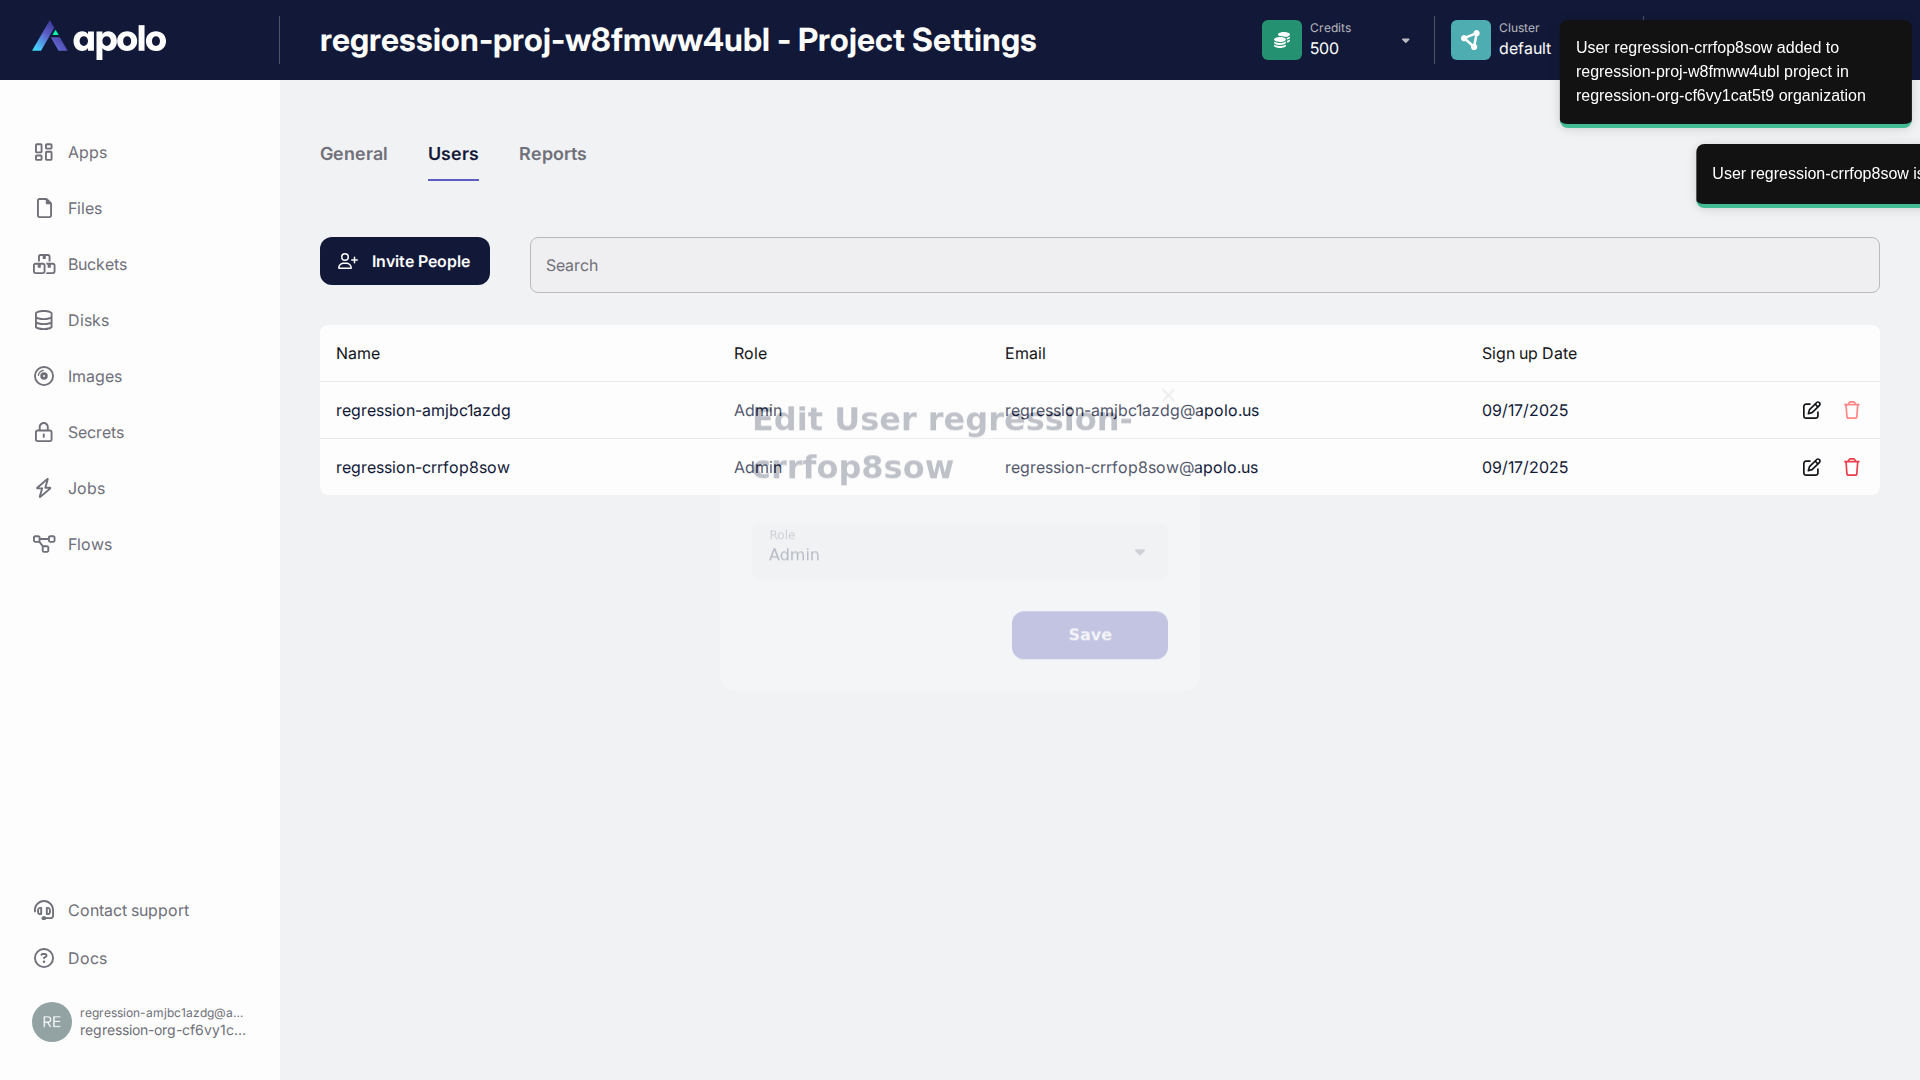 apolo
regression-proj-w8fmww4ubl - Project Settings
Credits
500
Cluster
default
User regression-crrfop8sow added to
regression-proj-w8fmww4ubl project in
regression-org-cf6vy1cat5t9 organization
User regression-crrfop8sow is
Apps
Files
Buckets
Disks
Images
Secrets
Jobs
Flows
General Users Reports
Invite People
Search
Name Role Email Sign up Date
regression-amjbc1azdg Admin regression-amjbc1azdg@apolo.us 09/17/2025
regression-crrfop8sow Admin regression-crrfop8sow@apolo.us 09/17/2025
Edit User regression-
crrfop8sow
Role
Admin
Save
Contact support
Docs
RE
regression-amjbc1azdg@a...
regression-org-cf6vy1c...